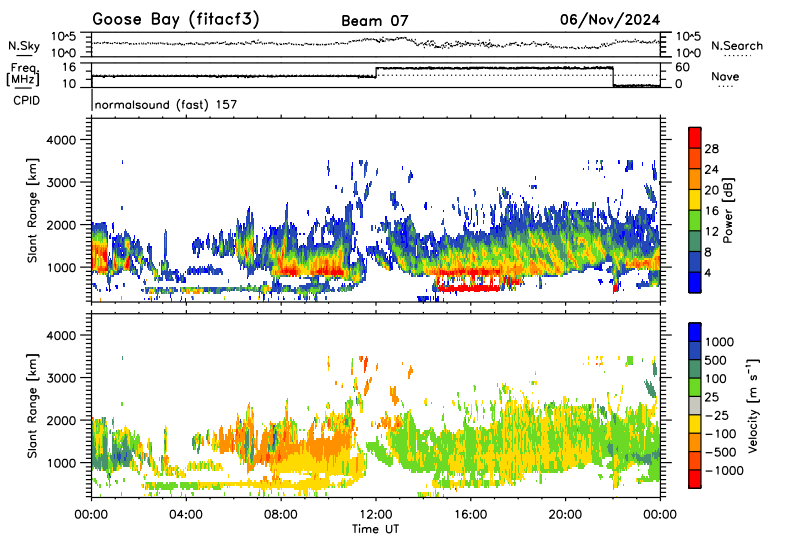 Goose Bay (fitacf3) Beam 07 06/Nov/2024
N.Sky 10^5 10^0 10^5 10^0 N.Search
Freq. [MHz] 16 10 60 0 Nave
CPID normalsound (fast) 157
Slant Range [km] 4000 3000 2000 1000
28 24 20 16 12 8 4 Power [dB]
Slant Range [km] 4000 3000 2000 1000
1000 500 100 25 −25 −100 −500 −1000 Velocity [m s⁻¹]
00:00 04:00 08:00 12:00 16:00 20:00 00:00
Time UT